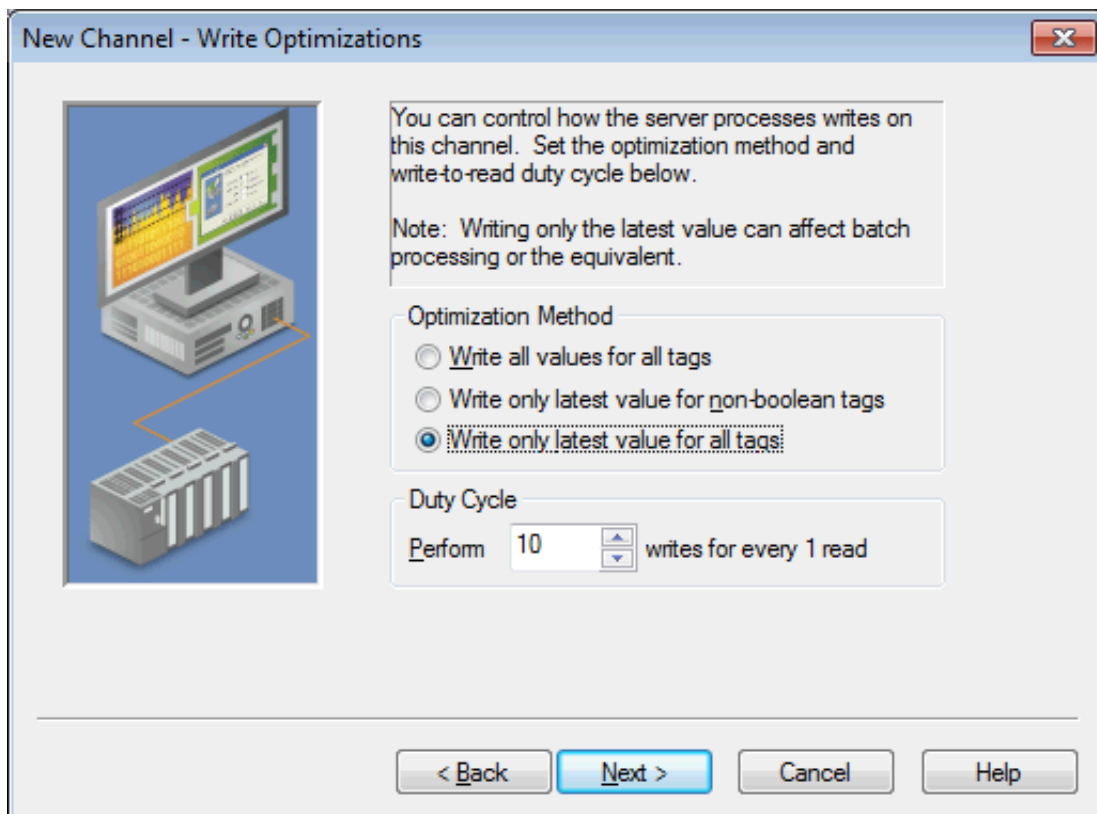 New Channel - Write Optimizations
You can control how the server processes writes on
this channel.  Set the optimization method and
write-to-read duty cycle below.
Note:  Writing only the latest value can affect batch
processing or the equivalent.
Optimization Method
Write all values for all tags
Write only latest value for non-boolean tags
Write only latest value for all tags
Duty Cycle
Perform 10 writes for every 1 read
< Back Next > Cancel Help